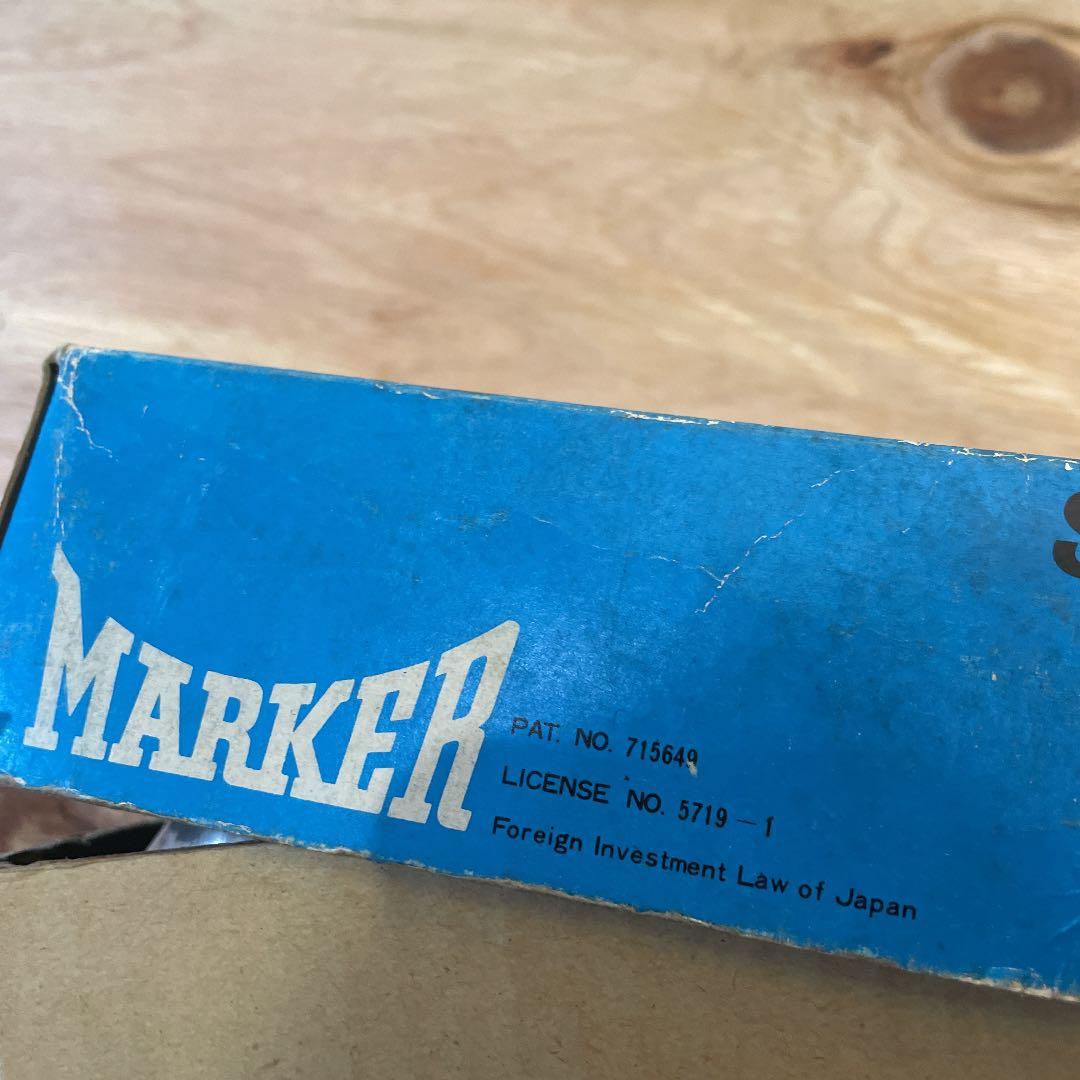 MARKER
PAT. NO. 715649
LICENSE NO. 5719-1
Foreign Investment Law of Japan
S